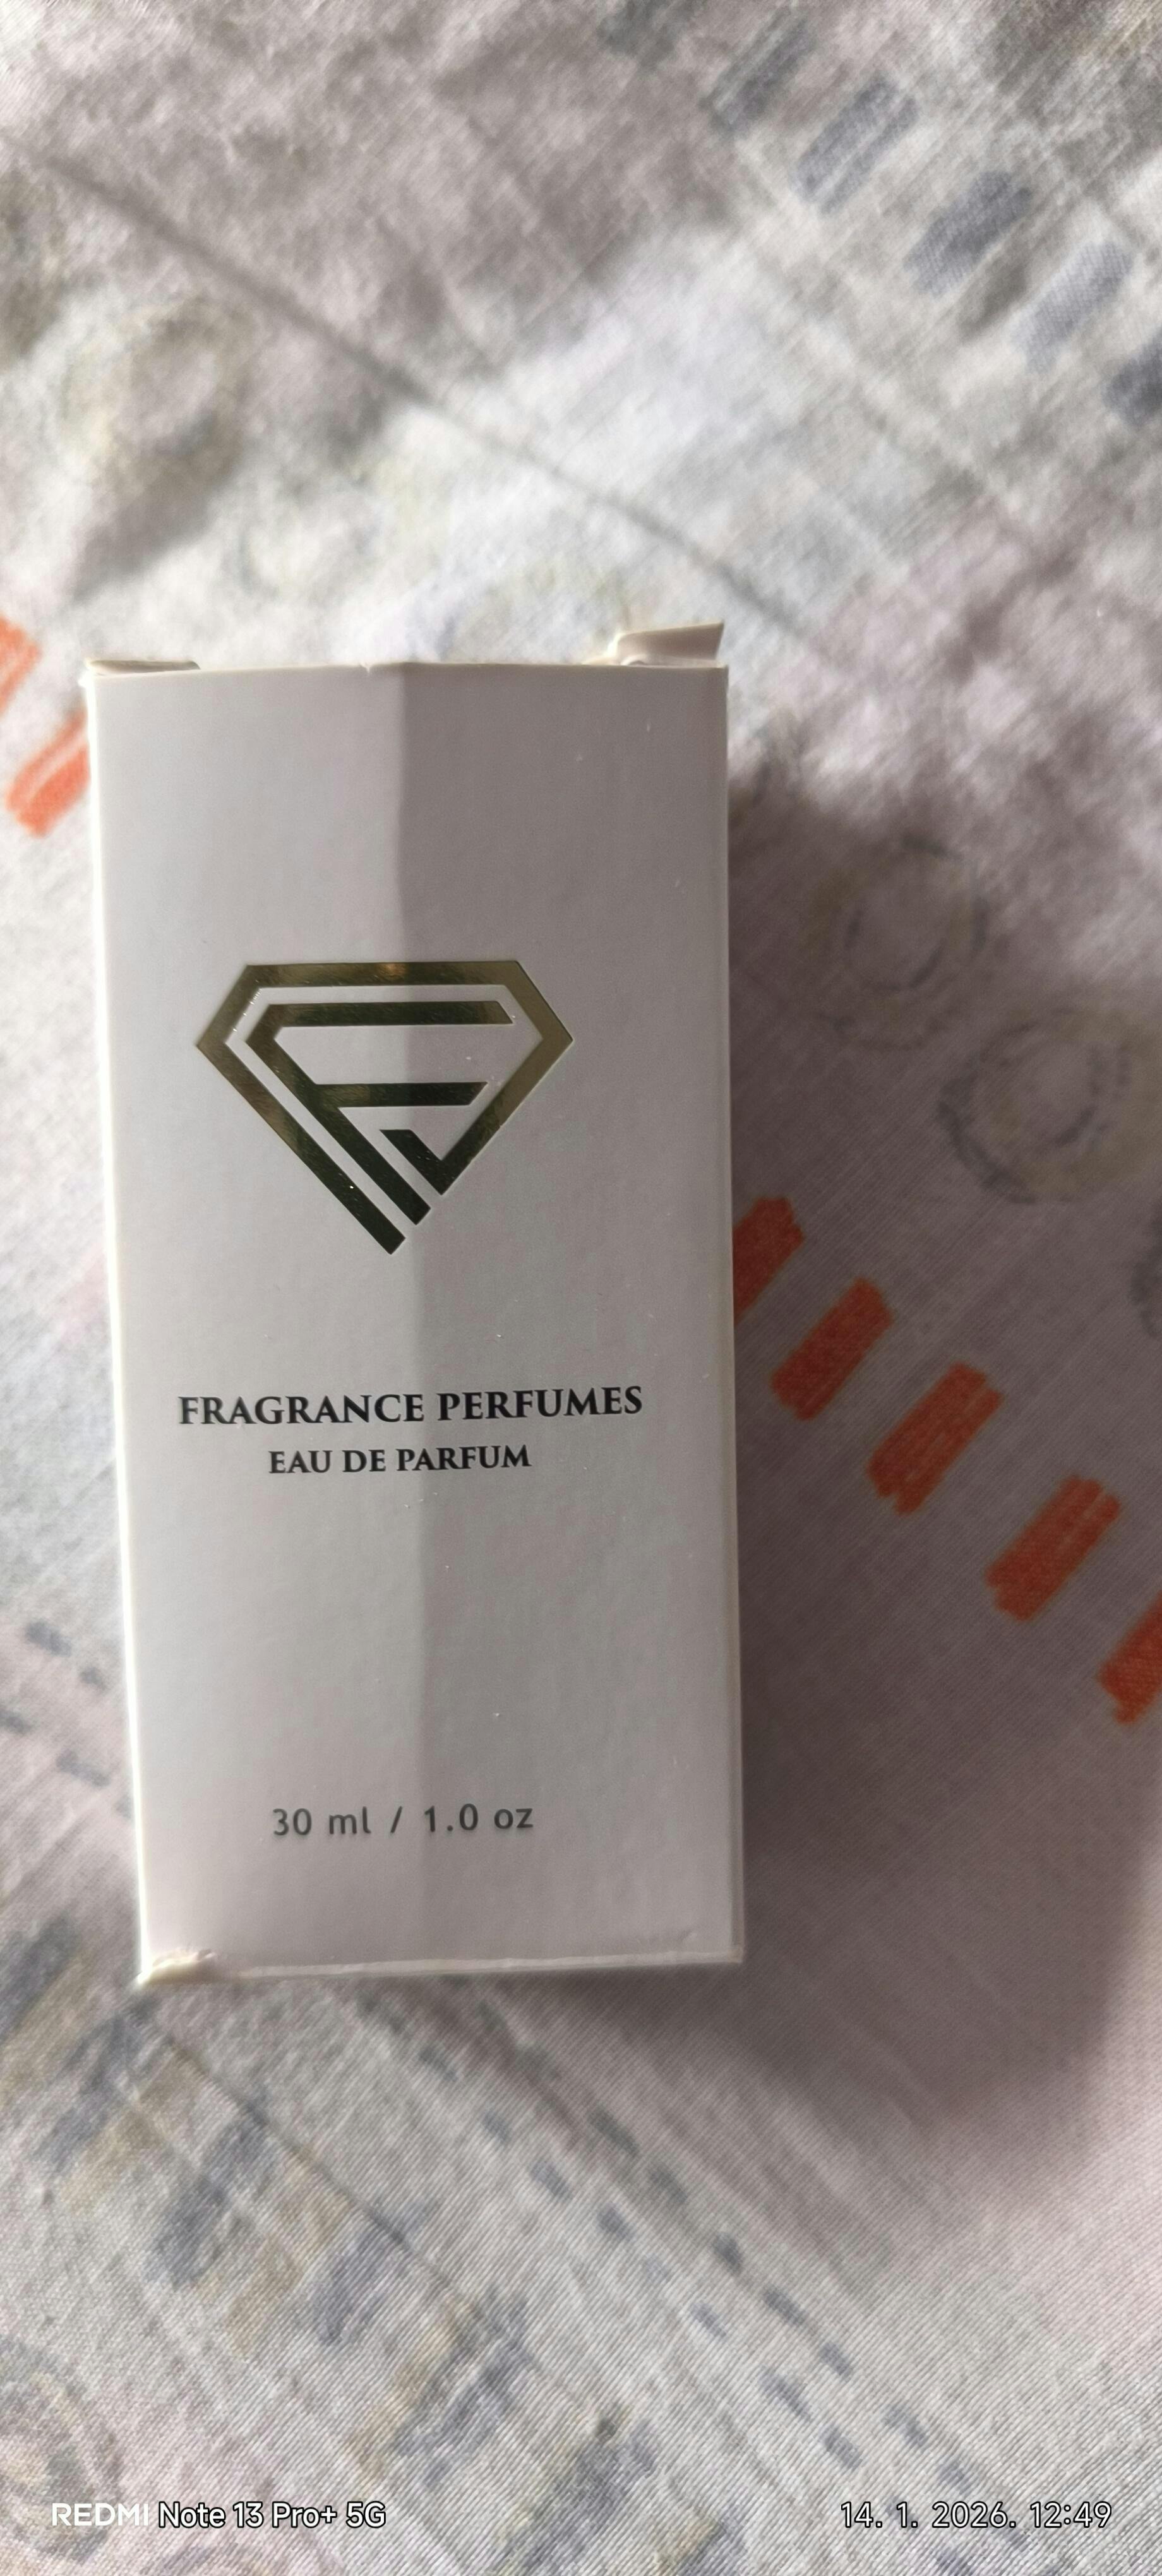 FRAGRANCE PERFUMES
EAU DE PARFUM
30 ml / 1.0 oz
REDMI Note 13 Pro+ 5G
14. 1. 2026. 12:49